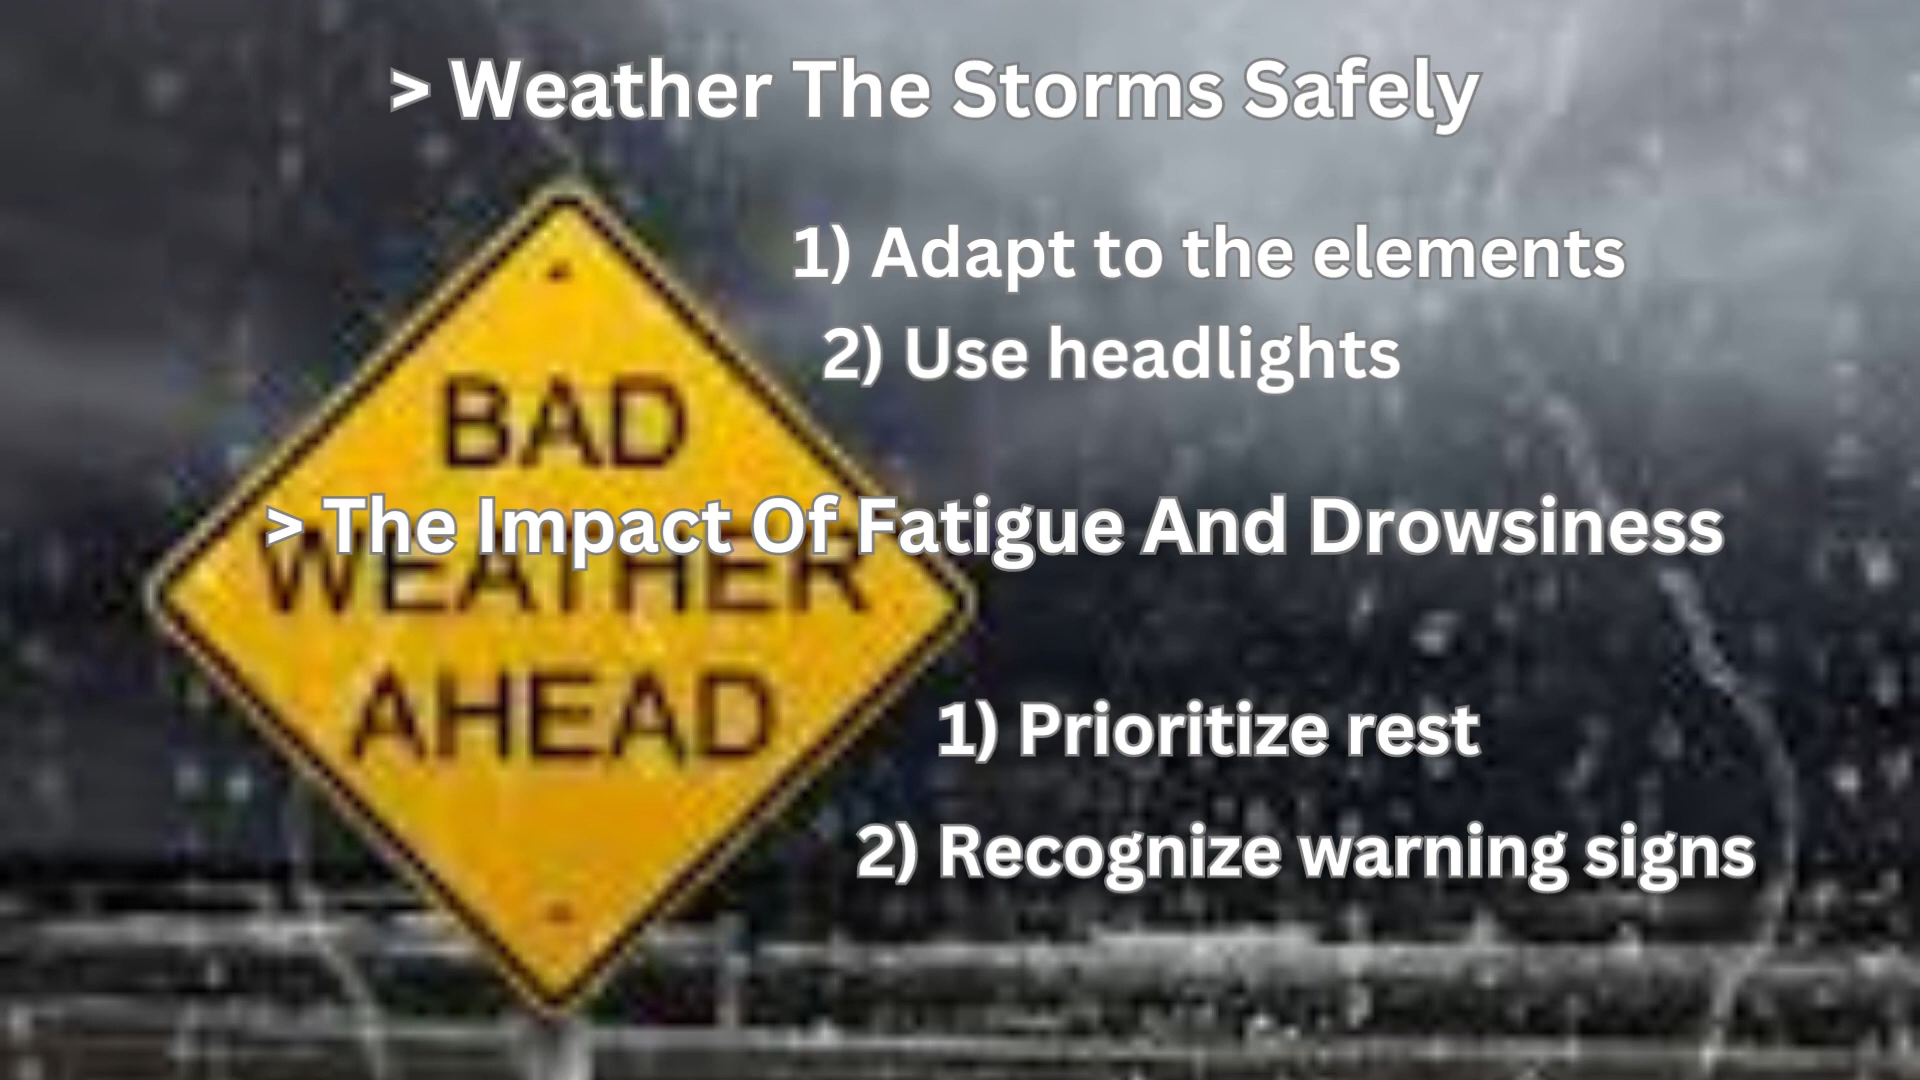 > Weather The Storms Safely
1) Adapt to the elements
2) Use headlights
BAD
> The Impact Of Fatigue And Drowsiness
WEATHER
AHEAD
1) Prioritize rest
2) Recognize warning signs